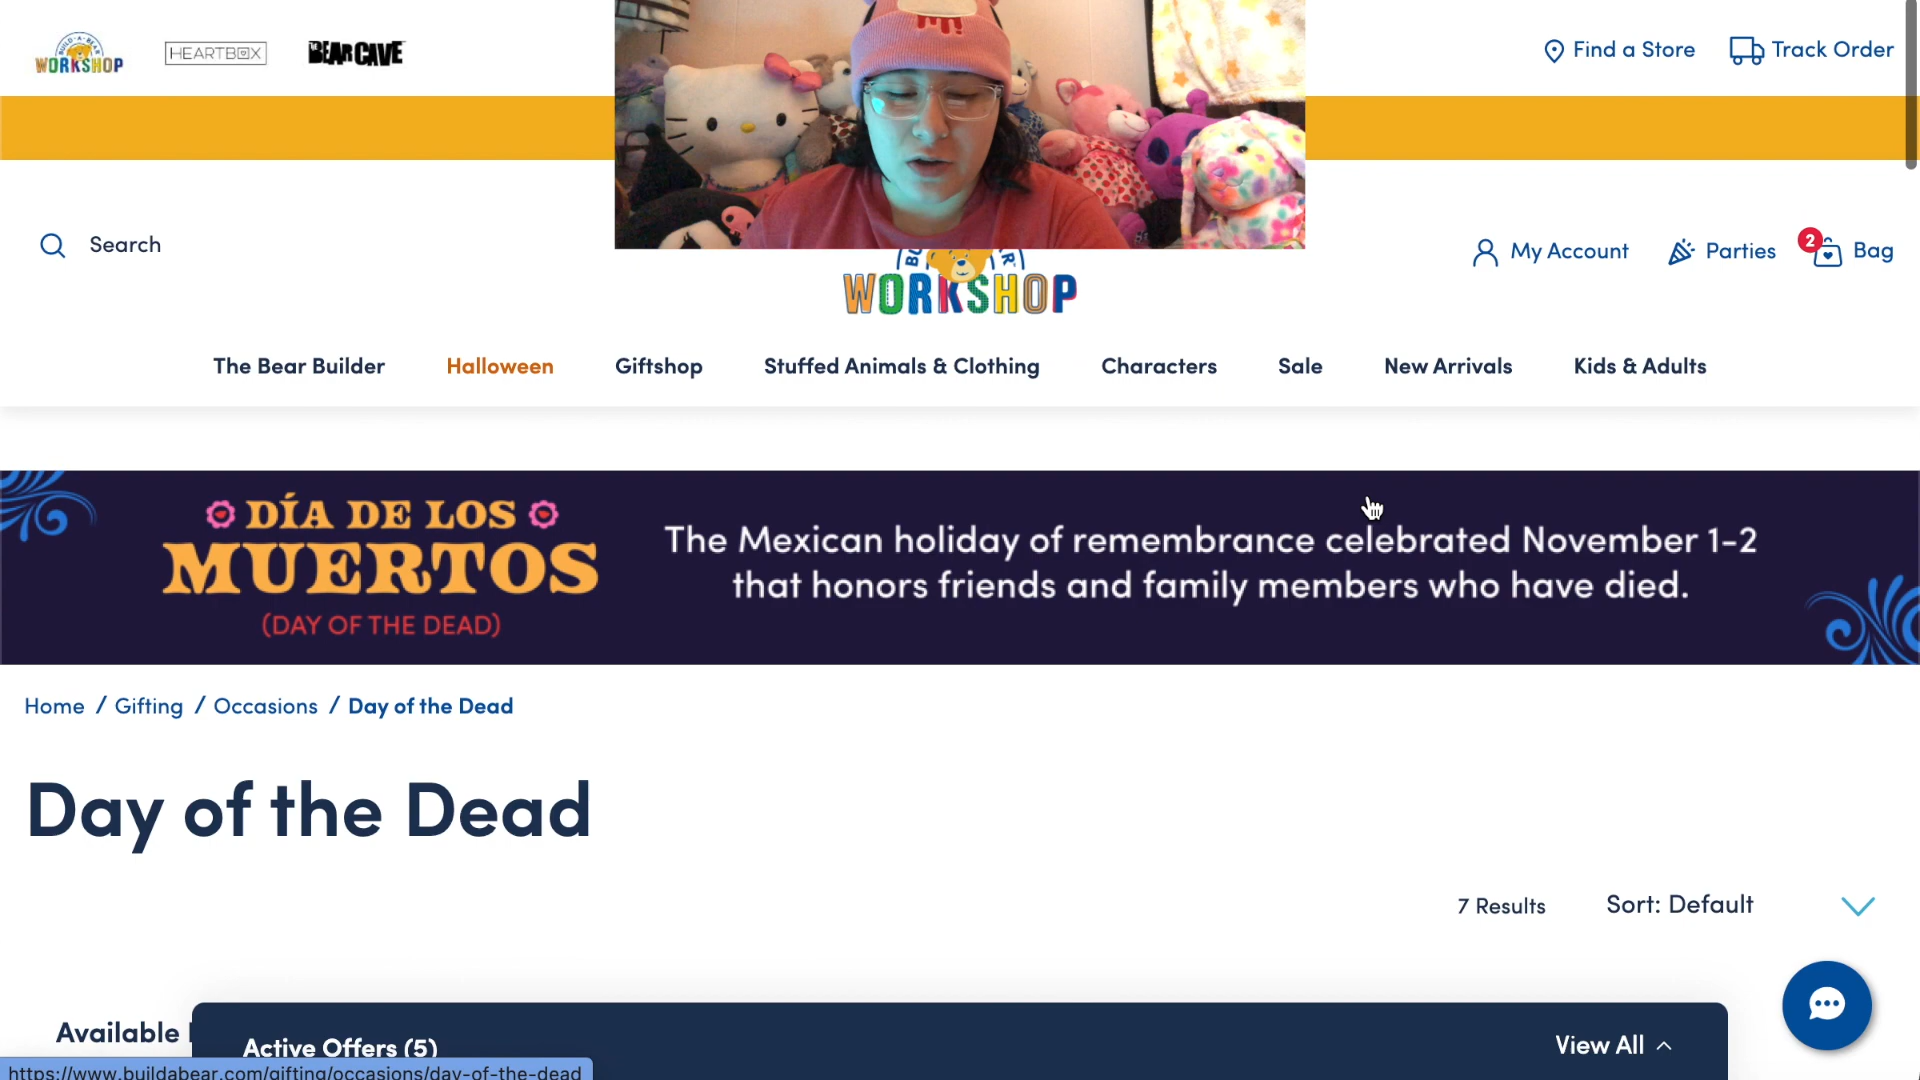 BUILD-A-BEAR
WORKSHOP
HEARTBOX
THE BEAR CAVE
Find a Store
Track Order
Search
WORKSHOP
My Account
Parties
2
Bag
The Bear Builder
Halloween
Giftshop
Stuffed Animals & Clothing
Characters
Sale
New Arrivals
Kids & Adults
DÍA DE LOS
MUERTOS
(DAY OF THE DEAD)
The Mexican holiday of remembrance celebrated November 1-2
that honors friends and family members who have died.
Home / Gifting / Occasions / Day of the Dead
Day of the Dead
7 Results
Sort: Default
Available
Active Offers (5)
View All
https://www.buildabear.com/gifting/occasions/day-of-the-dead